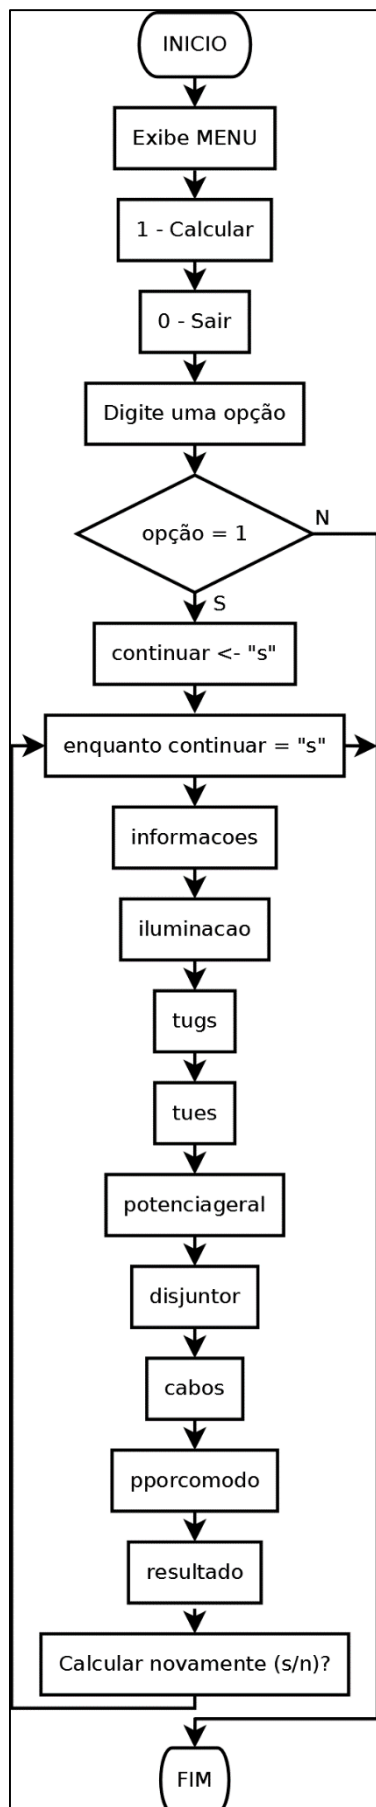 INICIO
Exibe MENU
1 - Calcular
0 - Sair
Digite uma opção
opção = 1
N
S
continuar <- "s"
enquanto continuar = "s"
informacoes
iluminacao
tugs
tues
potenciageral
disjuntor
cabos
pporcomodo
resultado
Calcular novamente (s/n)?
FIM